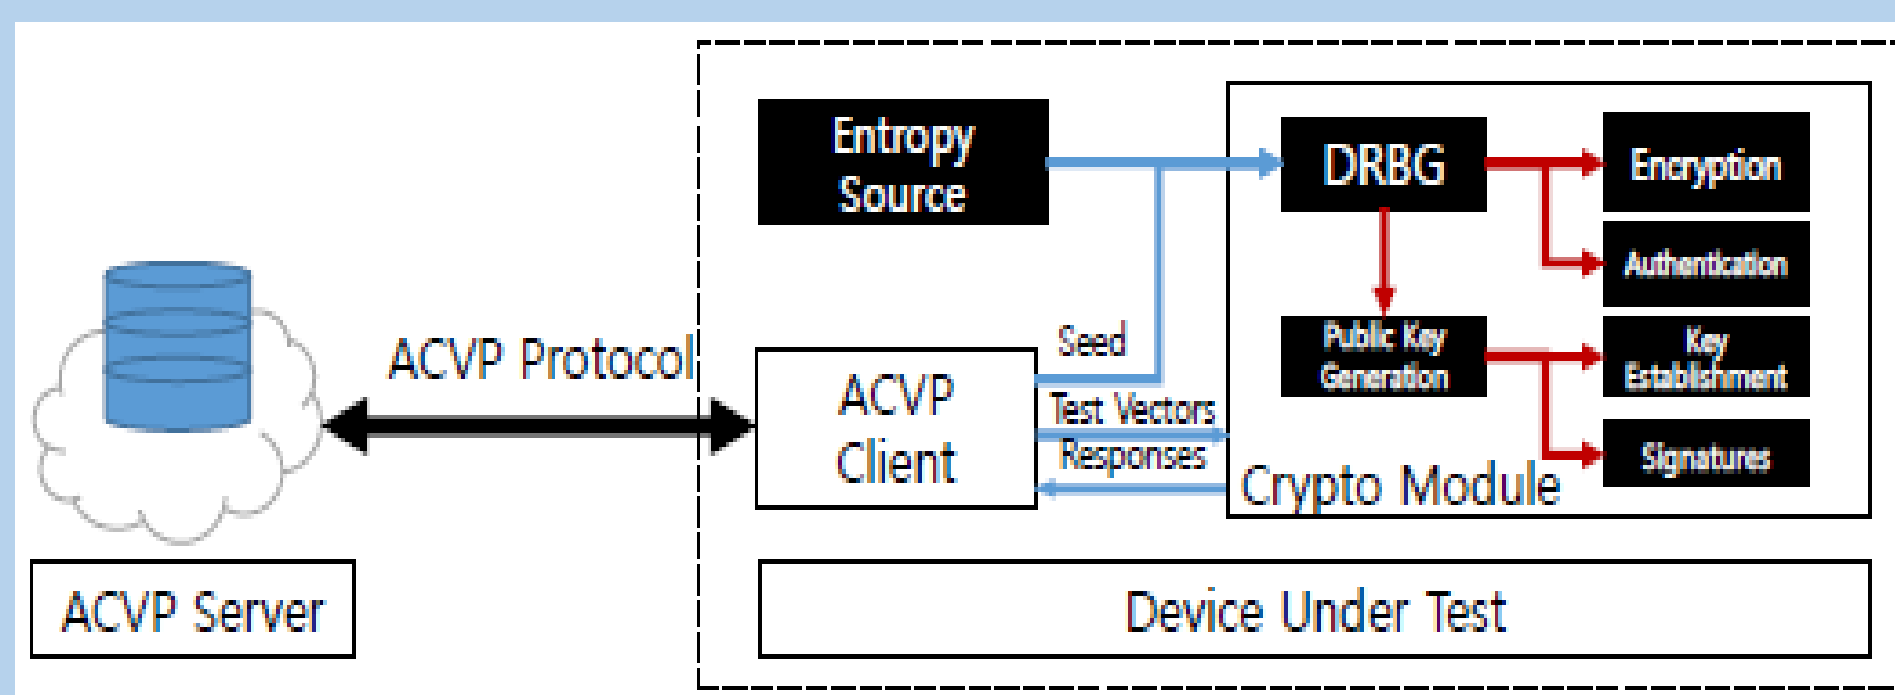 Entropy
Source
DRBG
Encryption
Authentication
Public Key
Generation
Key
Establishment
Signatures
ACVP Protocol
Seed
ACVP
Client
Test Vectors
Responses
Crypto Module
ACVP Server
Device Under Test